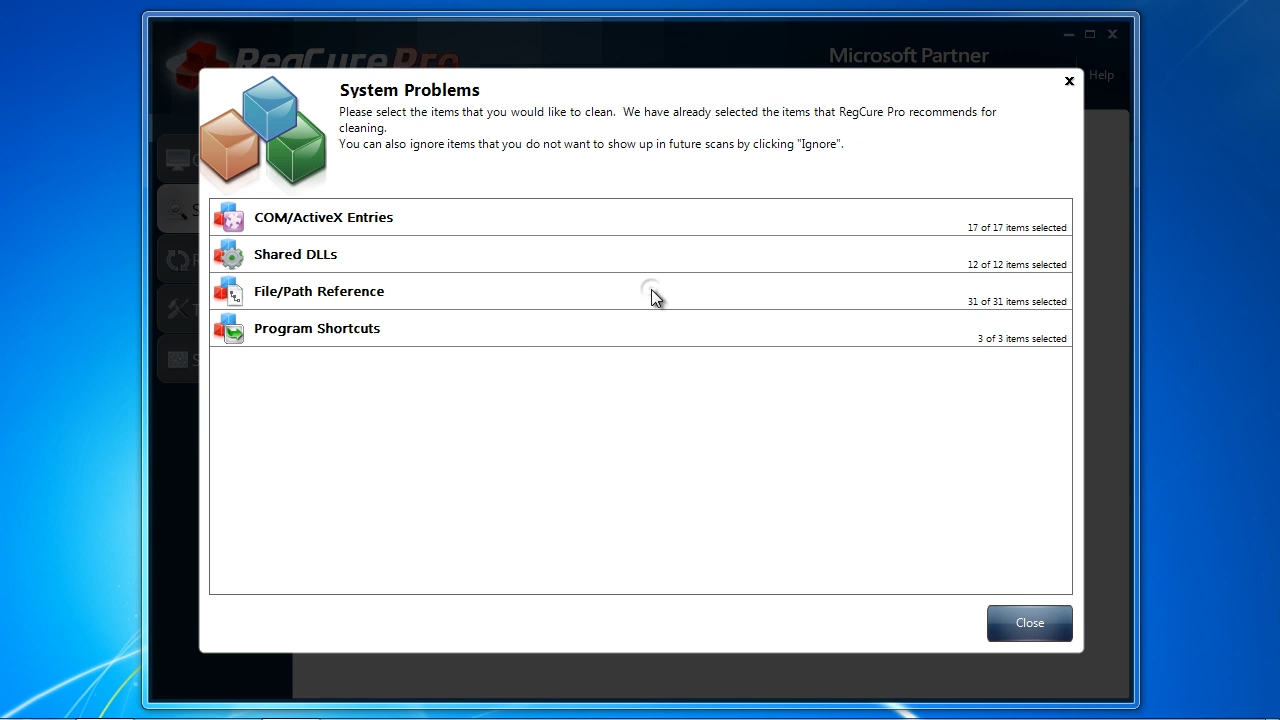 RegCure Pro
Microsoft Partner
Help
System Problems
Please select the items that you would like to clean.  We have already selected the items that RegCure Pro recommends for
cleaning.
You can also ignore items that you do not want to show up in future scans by clicking "Ignore".
COM/ActiveX Entries
17 of 17 items selected
Shared DLLs
12 of 12 items selected
File/Path Reference
31 of 31 items selected
Program Shortcuts
3 of 3 items selected
Close